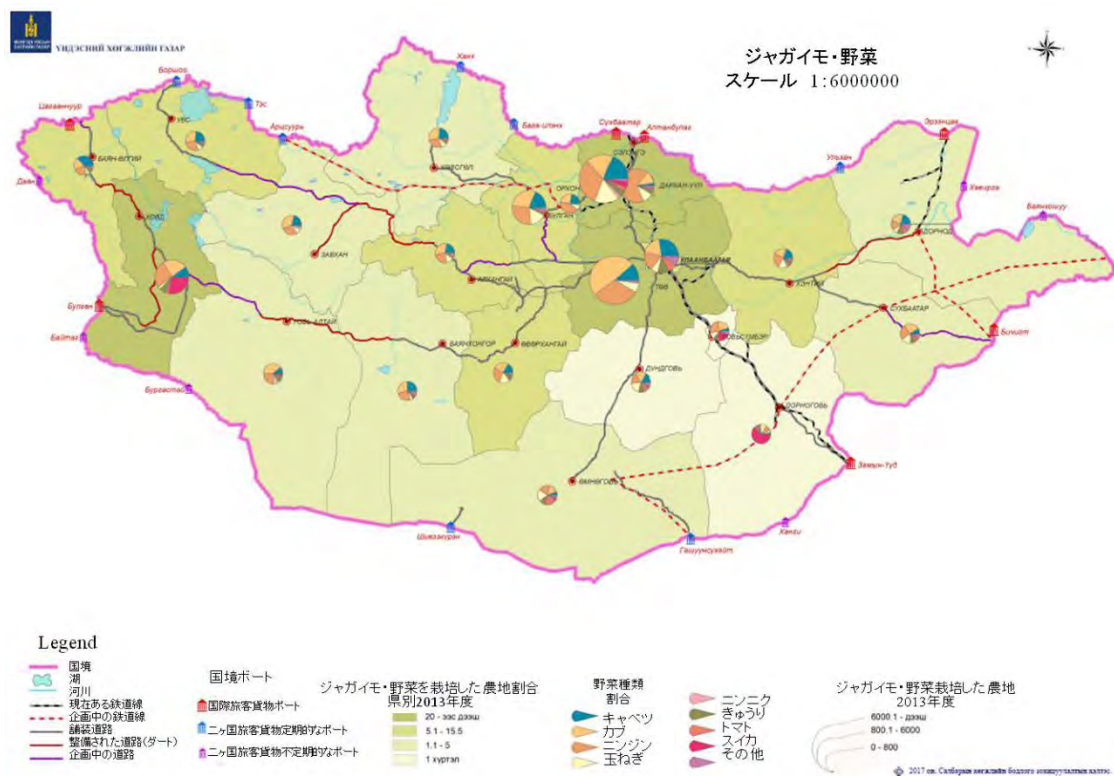 ҮНДЭСНИЙ ХӨГЖЛИЙН ГАЗАР
ジャガイモ・野菜
スケール 1:6000000
Ханх
Боршоо
Тэс
Цагааннуур
Арцсуурь
Сүхбаатар
Алтанбулаг
Эрээнцав
УВС
СЭЛЭНГЭ
Ульхан
БАЯН-ӨЛГИЙ
ХӨВСГӨЛ
Даян
ОРХОН
ДАРХАН-УУЛ
Хавирга
БУЛГАН
Баянхошуу
ХОВД
ДОРНОД
ЗАВХАН
УЛААНБААТАР
АРХАНГАЙ
ХЭНТИЙ
ТӨВ
Булган
СҮХБААТАР
ГОВЬ-АЛТАЙ
Бичигт
Байтаг
БАЯНХОНГОР
ӨВӨРХАНГАЙ
ГОВЬСҮМБЭР
ДУНДГОВЬ
Бургастай
ДОРНОГОВЬ
Замын-Үүд
ӨМНӨГОВЬ
Ханги
Шивээхүрэн
Гашуунсухайт
Legend
国境
湖
河川
現在ある鉄道線
企画中の鉄道線
舗装道路
整備された道路(ダート)
企画中の道路
国境ボート
国際旅客貨物ポート
二ヶ国旅客貨物定期的なポート
二ヶ国旅客貨物不定期的なポート
ジャガイモ・野菜を栽培した農地割合
県別2013年度
20 - ээс дээш
5.1 - 15.5
1.1 - 5
1 хүртэл
野菜種類
割合
キャベツ
カブ
ニンジン
玉ねぎ
ニンニク
きゅうり
トマト
スイカ
その他
ジャガイモ・野菜栽培した農地
2013年度
6000.1 - дээш
800.1 - 6000
0 - 800